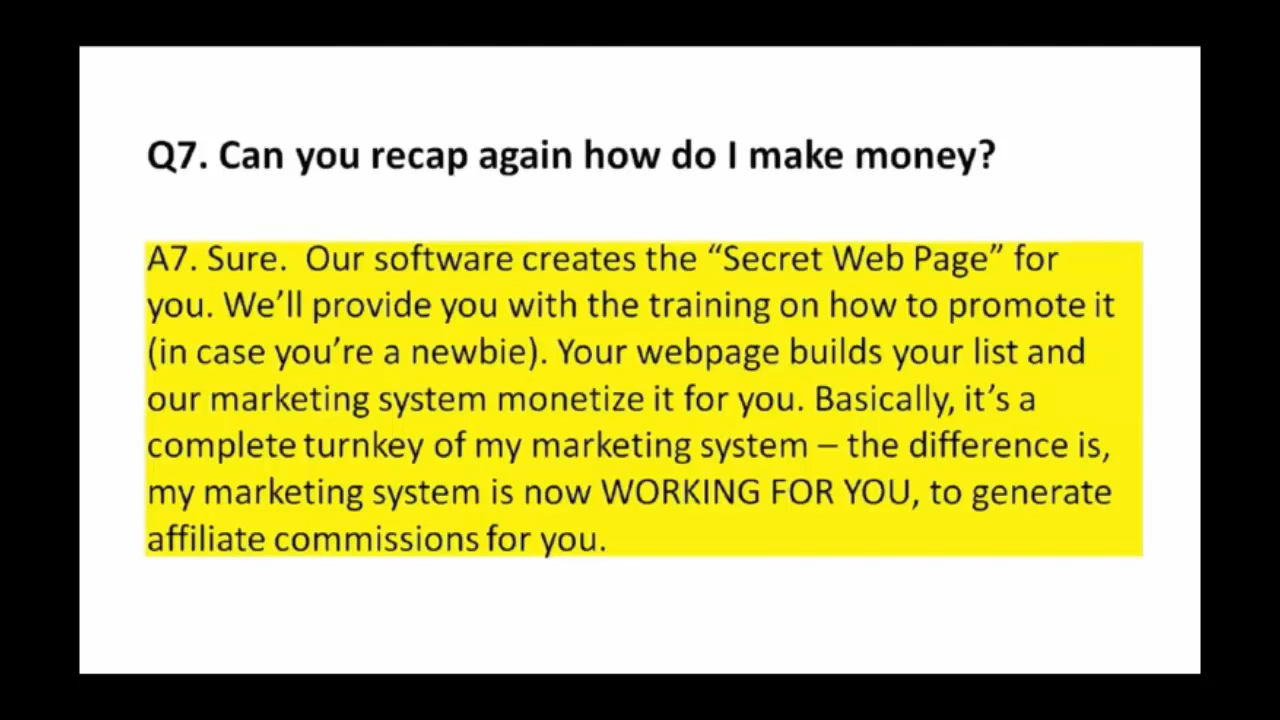 Q7. Can you recap again how do I make money?
A7. Sure.  Our software creates the “Secret Web Page” for
you. We’ll provide you with the training on how to promote it
(in case you’re a newbie). Your webpage builds your list and
our marketing system monetize it for you. Basically, it’s a
complete turnkey of my marketing system – the difference is,
my marketing system is now WORKING FOR YOU, to generate
affiliate commissions for you.